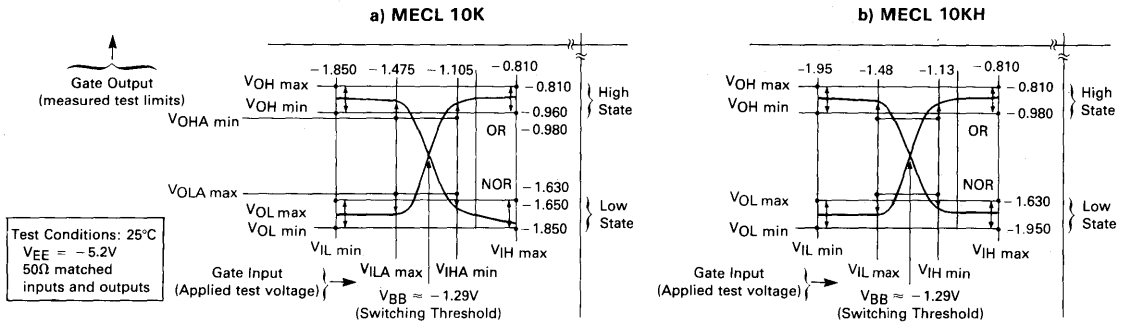 a) MECL 10K
Gate Output
(measured test limits)
-1.850 -1.475 -1.105 -0.810
VOH max
VOH min
VOHA min
-0.810
-0.960
-0.980
High
State
OR
NOR
VOLA max
VOL max
VOL min
-1.630
-1.650
-1.850
Low
State
VIL min
VIH max
VILA max
VIHA min
Gate Input
(Applied test voltage)
VBB ≈ -1.29V
(Switching Threshold)
Test Conditions: 25°C
VEE = -5.2V
50Ω matched
inputs and outputs
b) MECL 10KH
-1.95 -1.48 -1.13 -0.810
VOH max
VOH min
-0.810
-0.980
High
State
OR
NOR
VOL max
VOL min
-1.630
-1.950
Low
State
VIL min
VIH max
VIL max
VIH min
Gate Input
(Applied test voltage)
VBB ≈ -1.29V
(Switching Threshold)